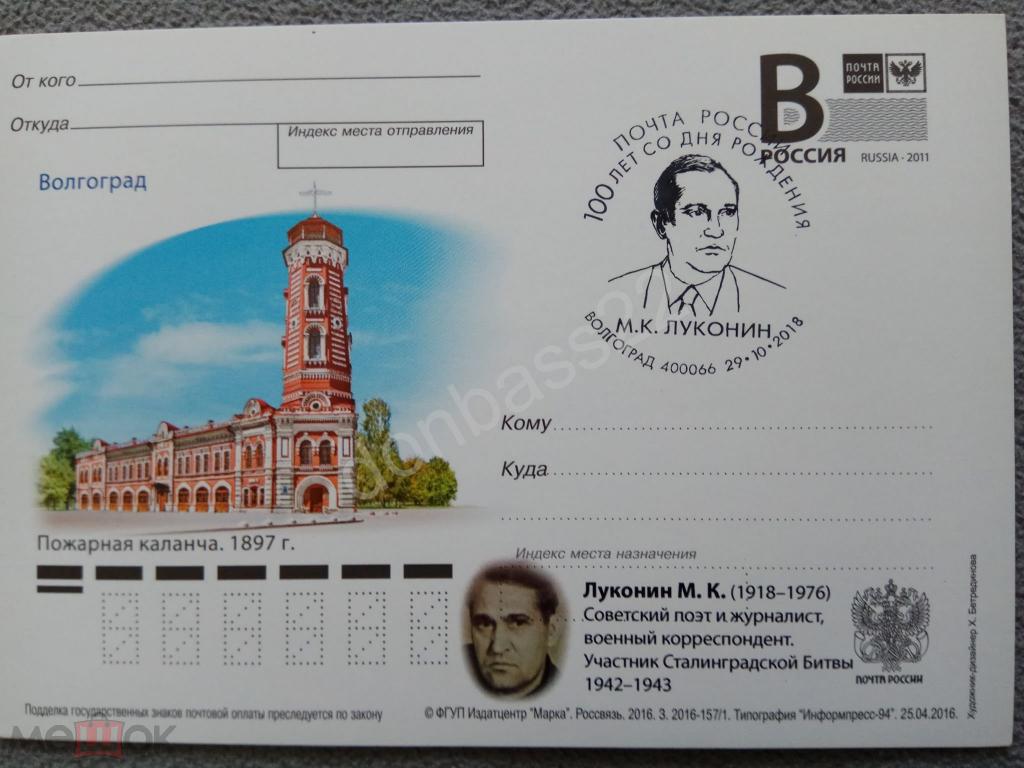 От кого
Откуда
Индекс места отправления
Волгоград
ПОЧТА РОССИИ
В
РОССИЯ
RUSSIA · 2011
ПОЧТА РОССИИ
100 ЛЕТ СО ДНЯ РОЖДЕНИЯ
М.К. ЛУКОНИН
ВОЛГОГРАД 400066 29·10·2018
donbass22
Кому
Куда
Пожарная каланча. 1897 г.
Индекс места назначения
Луконин М. К. (1918–1976)
Советский поэт и журналист,
военный корреспондент.
Участник Сталинградской Битвы
1942–1943
ПОЧТА РОССИИ
Художник-дизайнер Х. Бетрединова
Подделка государственных знаков почтовой оплаты преследуется по закону
© ФГУП Издатцентр "Марка". Россвязь. 2016. З. 2016-157/1. Типография "Информпресс-94". 25.04.2016.
Мешок